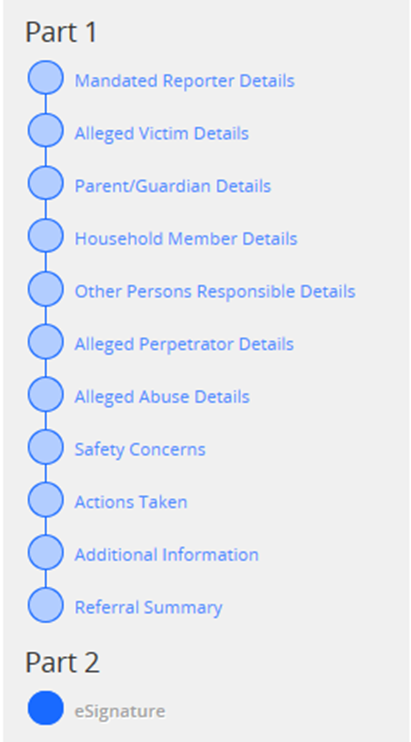 Part 1
Mandated Reporter Details
Alleged Victim Details
Parent/Guardian Details
Household Member Details
Other Persons Responsible Details
Alleged Perpetrator Details
Alleged Abuse Details
Safety Concerns
Actions Taken
Additional Information
Referral Summary
Part 2
eSignature